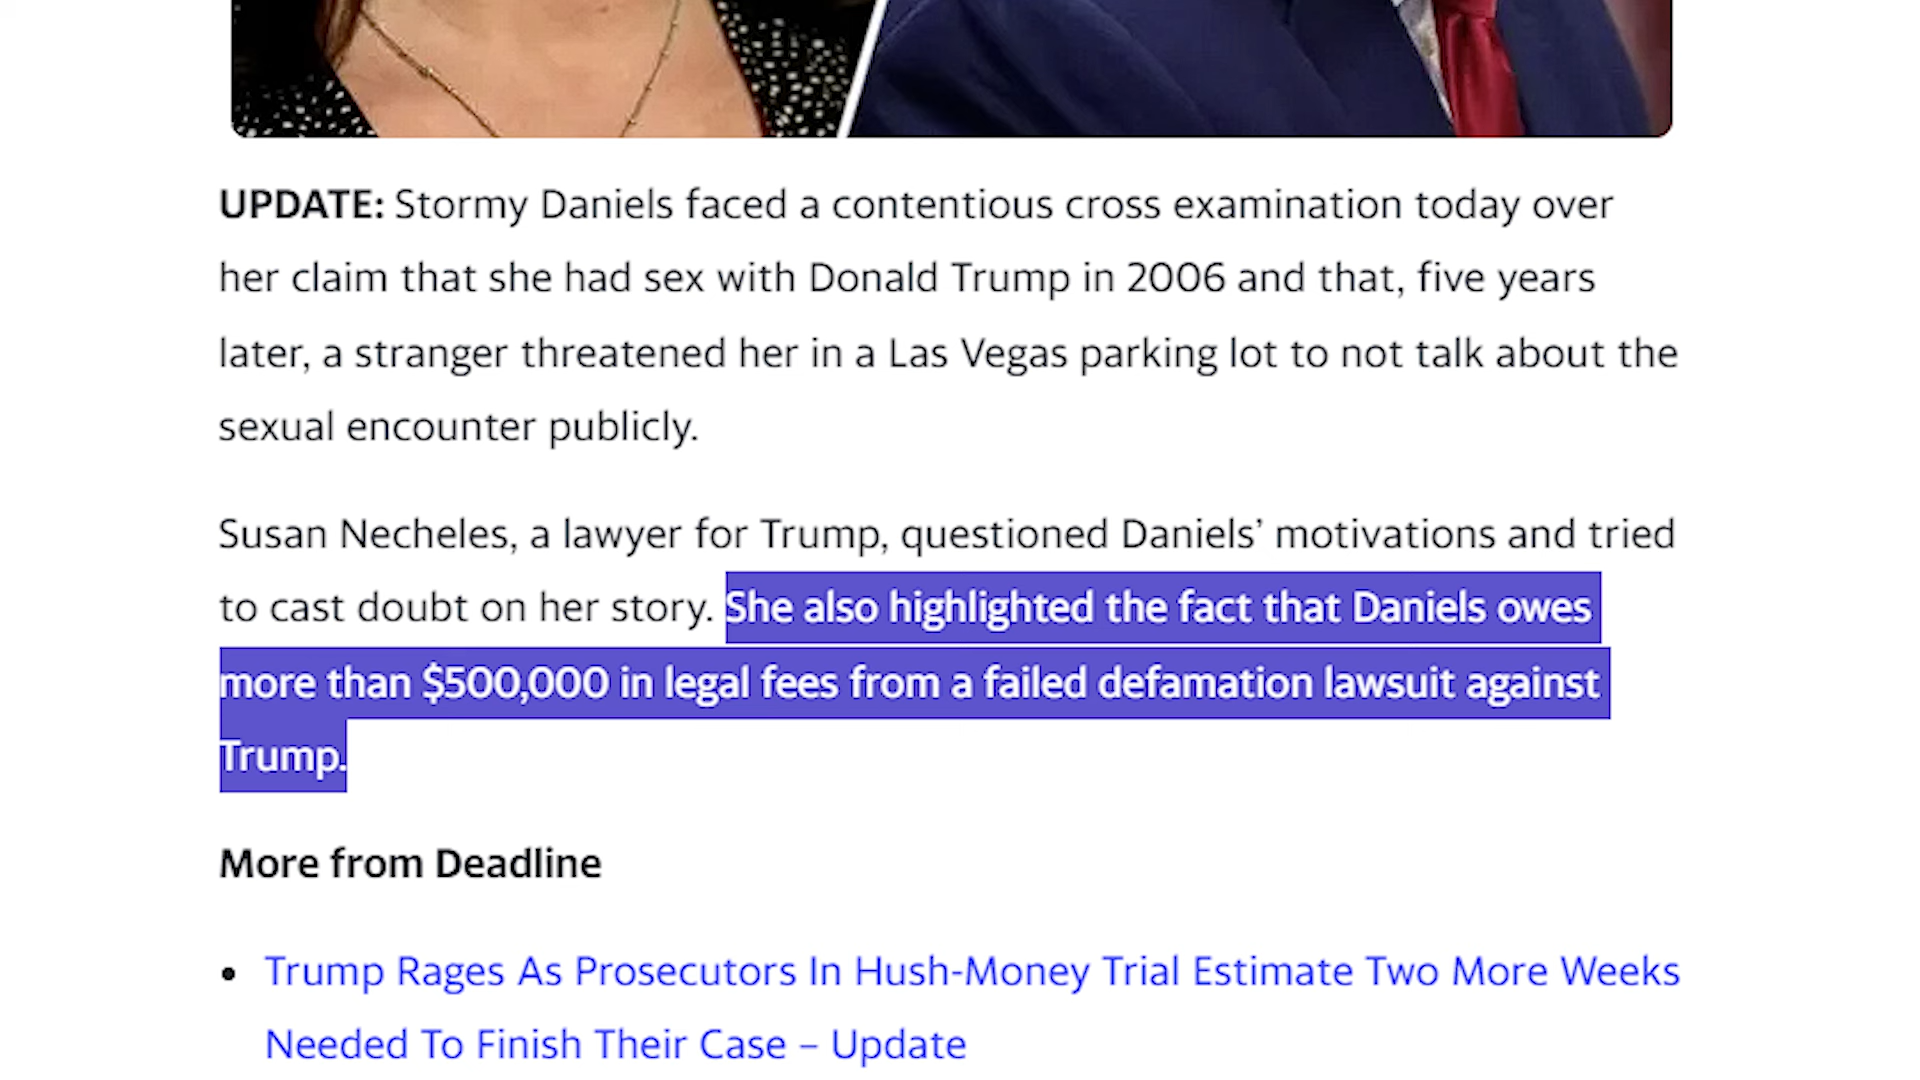 UPDATE: Stormy Daniels faced a contentious cross examination today over
her claim that she had sex with Donald Trump in 2006 and that, five years
later, a stranger threatened her in a Las Vegas parking lot to not talk about the
sexual encounter publicly.
Susan Necheles, a lawyer for Trump, questioned Daniels’ motivations and tried
to cast doubt on her story. She also highlighted the fact that Daniels owes
more than $500,000 in legal fees from a failed defamation lawsuit against
Trump.
More from Deadline
• Trump Rages As Prosecutors In Hush-Money Trial Estimate Two More Weeks
Needed To Finish Their Case – Update